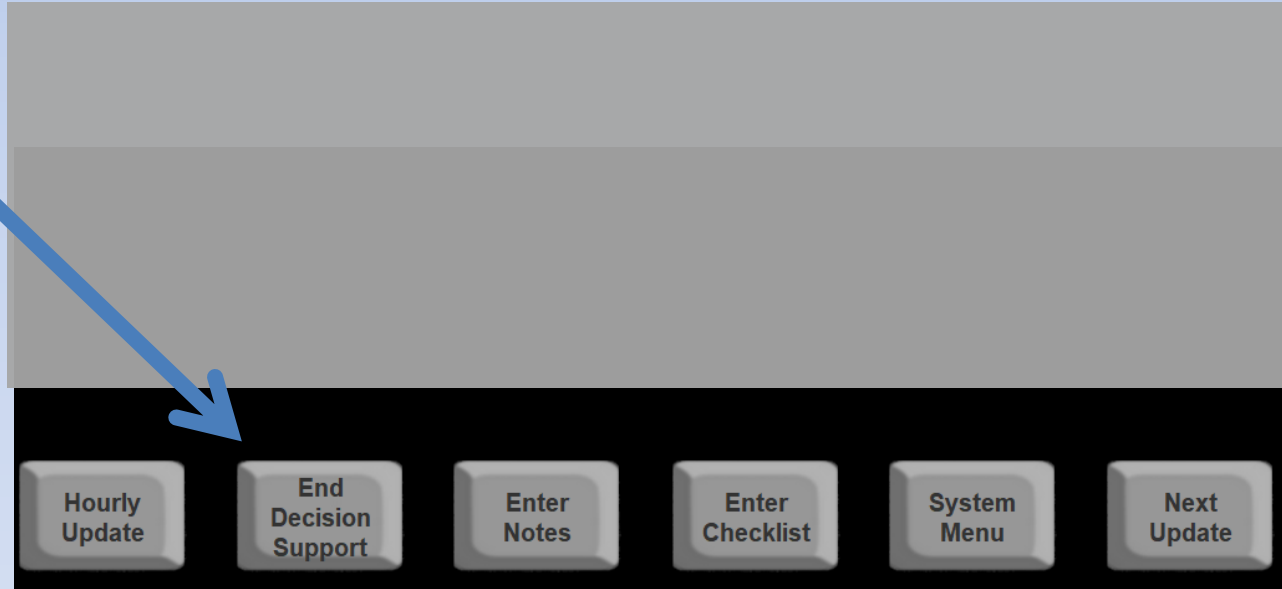 Hourly
Update
End
Decision
Support
Enter
Notes
Enter
Checklist
System
Menu
Next
Update